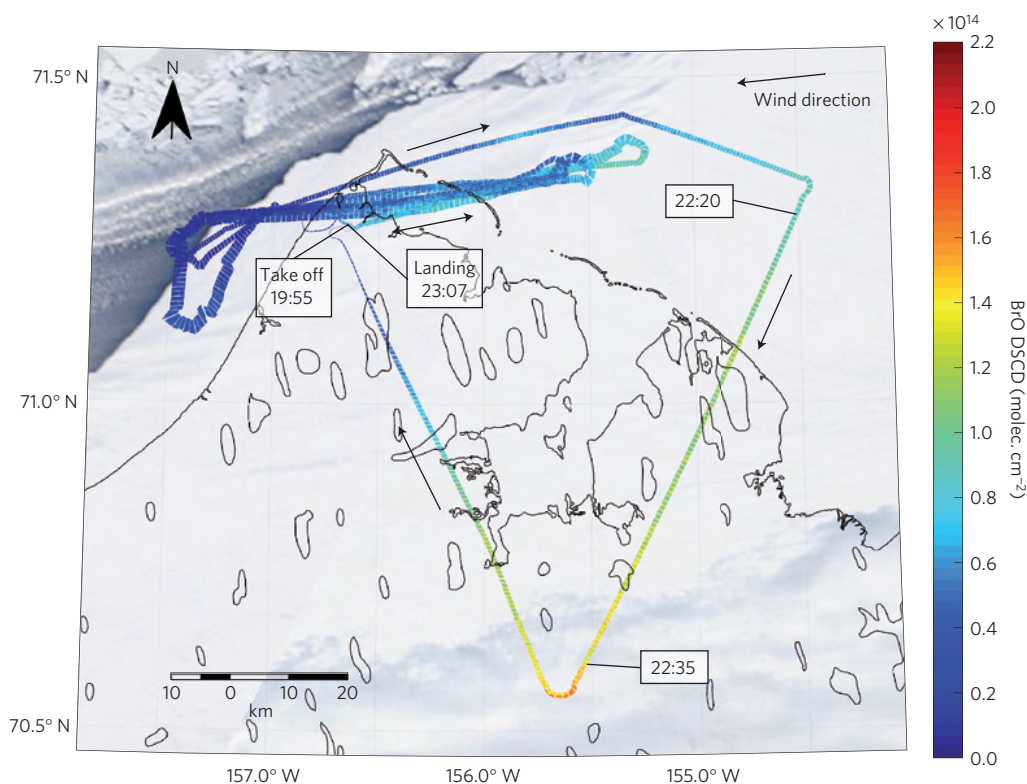 × 10¹⁴
2.2
71.5° N
N
Wind direction
2.0
1.8
22:20
1.6
Take off
19:55
Landing
23:07
1.4
BrO DSCD (molec. cm⁻²)
1.2
71.0° N
1.0
0.8
0.6
22:35
0.4
10 0 10 20
km
0.2
70.5° N
0.0
157.0° W 156.0° W 155.0° W